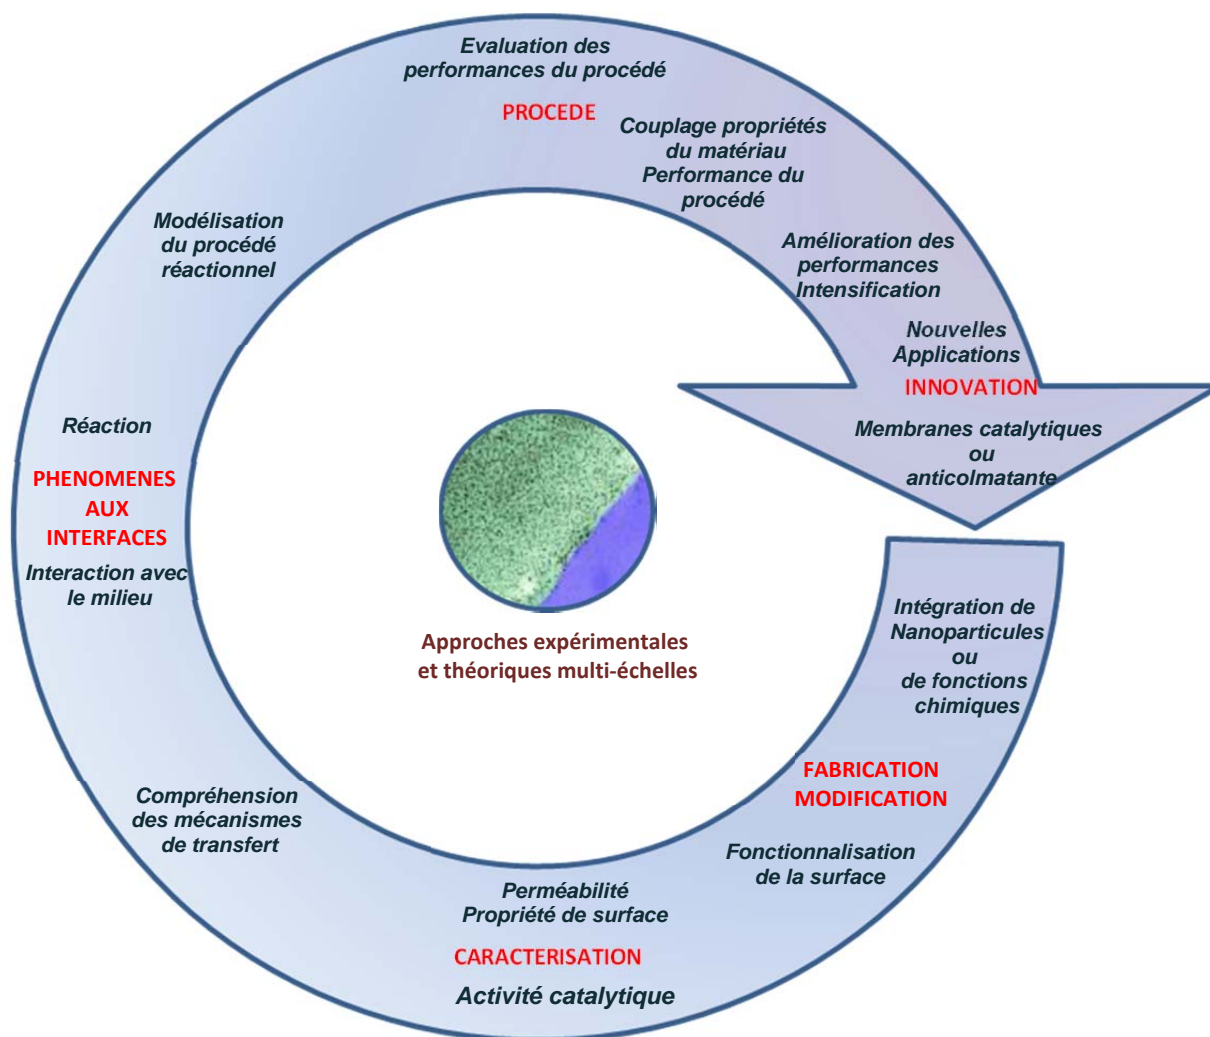 Evaluation des
performances du procédé
PROCEDE
Couplage propriétés
du matériau
Performance du
procédé
Modélisation
du procédé
réactionnel
Amélioration des
performances
Intensification
Nouvelles
Applications
INNOVATION
Membranes catalytiques
ou
anticolmatante
Réaction
PHENOMENES
AUX
INTERFACES
Interaction avec
le milieu
Approches expérimentales
et théoriques multi-échelles
Intégration de
Nanoparticules
ou
de fonctions
chimiques
FABRICATION
MODIFICATION
Fonctionnalisation
de la surface
Compréhension
des mécanismes
de transfert
Perméabilité
Propriété de surface
CARACTERISATION
Activité catalytique